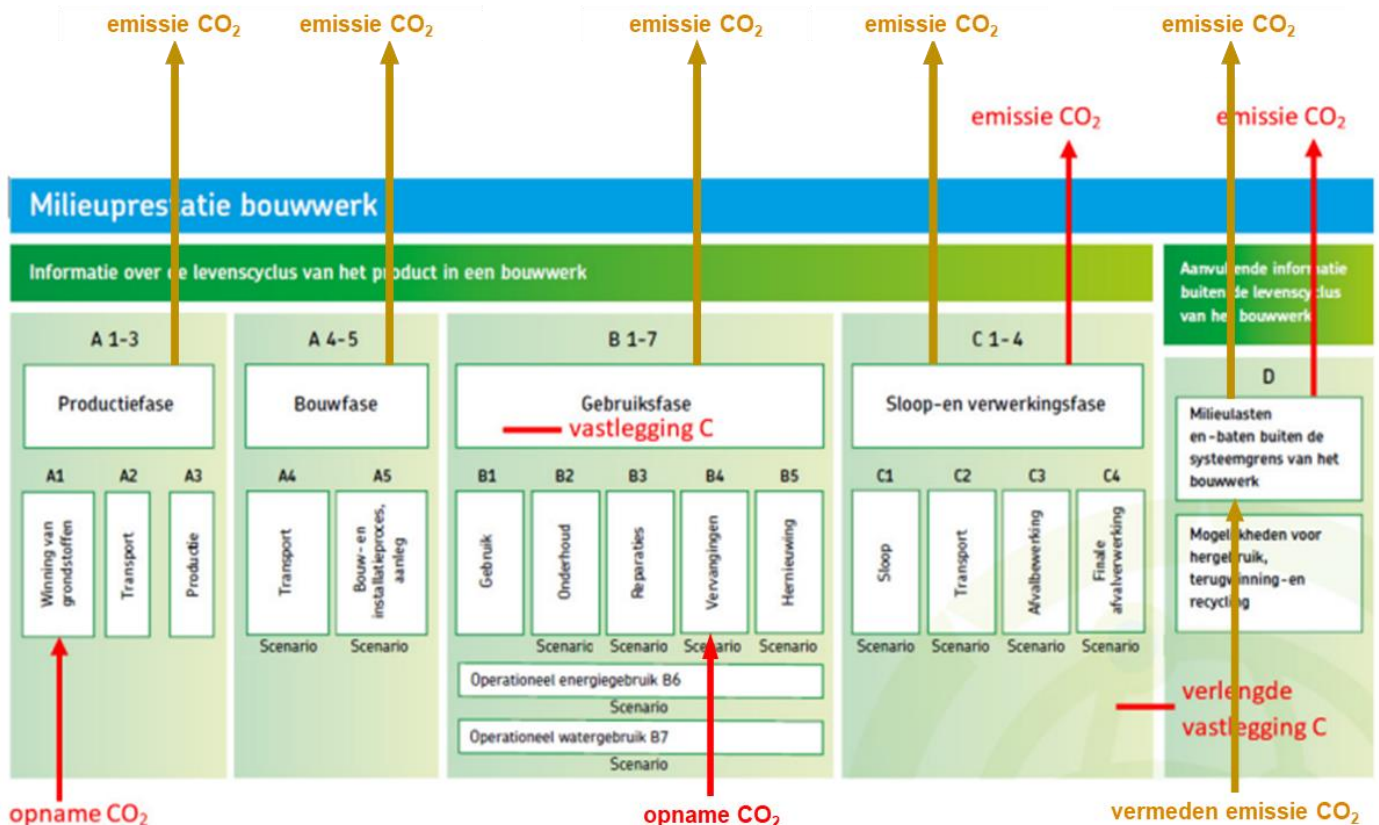 emissie CO₂
emissie CO₂
emissie CO₂
emissie CO₂
emissie CO₂
emissie CO₂
emissie CO₂
Milieuprestatie bouwwerk
Informatie over de levenscyclus van het product in een bouwwerk
Aanvullende informatie
buiten de levenscyclus
van het bouwwerk
A 1-3
Productiefase
A1
A2
A3
Winning van
grondstoffen
Transport
Productie
A 4-5
Bouwfase
A4
A5
Transport
Bouw- en
installatieproces,
aanleg
Scenario
Scenario
B 1-7
Gebruiksfase
vastlegging C
B1
B2
B3
B4
B5
Gebruik
Onderhoud
Reparaties
Vervangingen
Hernieuwing
Scenario
Scenario
Scenario
Scenario
Operationeel energiegebruik B6
Scenario
Operationeel watergebruik B7
Scenario
C 1-4
Sloop-en verwerkingsfase
C1
C2
C3
C4
Sloop
Transport
Afvalbewerking
Finale
afvalverwerking
Scenario
Scenario
Scenario
Scenario
D
Milieulasten
en-baten buiten de
systeemgrens van het
bouwwerk
Mogelijkheden voor
hergebruik,
terugwinning-en
recycling
verlengde
vastlegging C
opname CO₂
opname CO₂
vermeden emissie CO₂